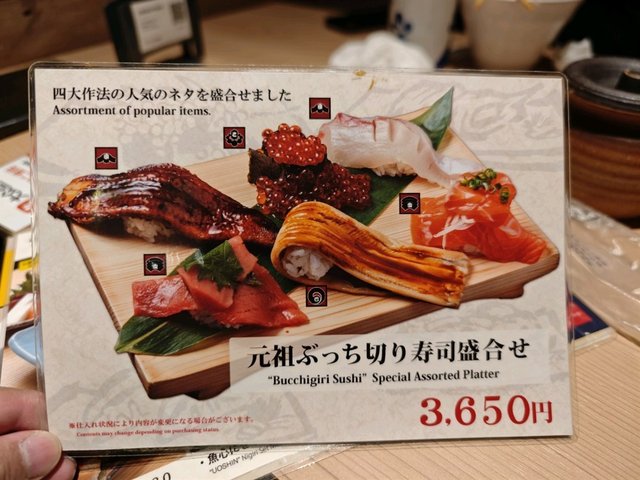 四大作法の人気のネタを盛合せました
Assortment of popular items.
元祖ぶっち切り寿司盛合せ
"Bucchigiri Sushi" Special Assorted Platter
3,650円
※仕入れ状況により内容が変更になる場合がございます。
Contents may change depending on purchasing status.
"UOSHIN" Nigiri Set